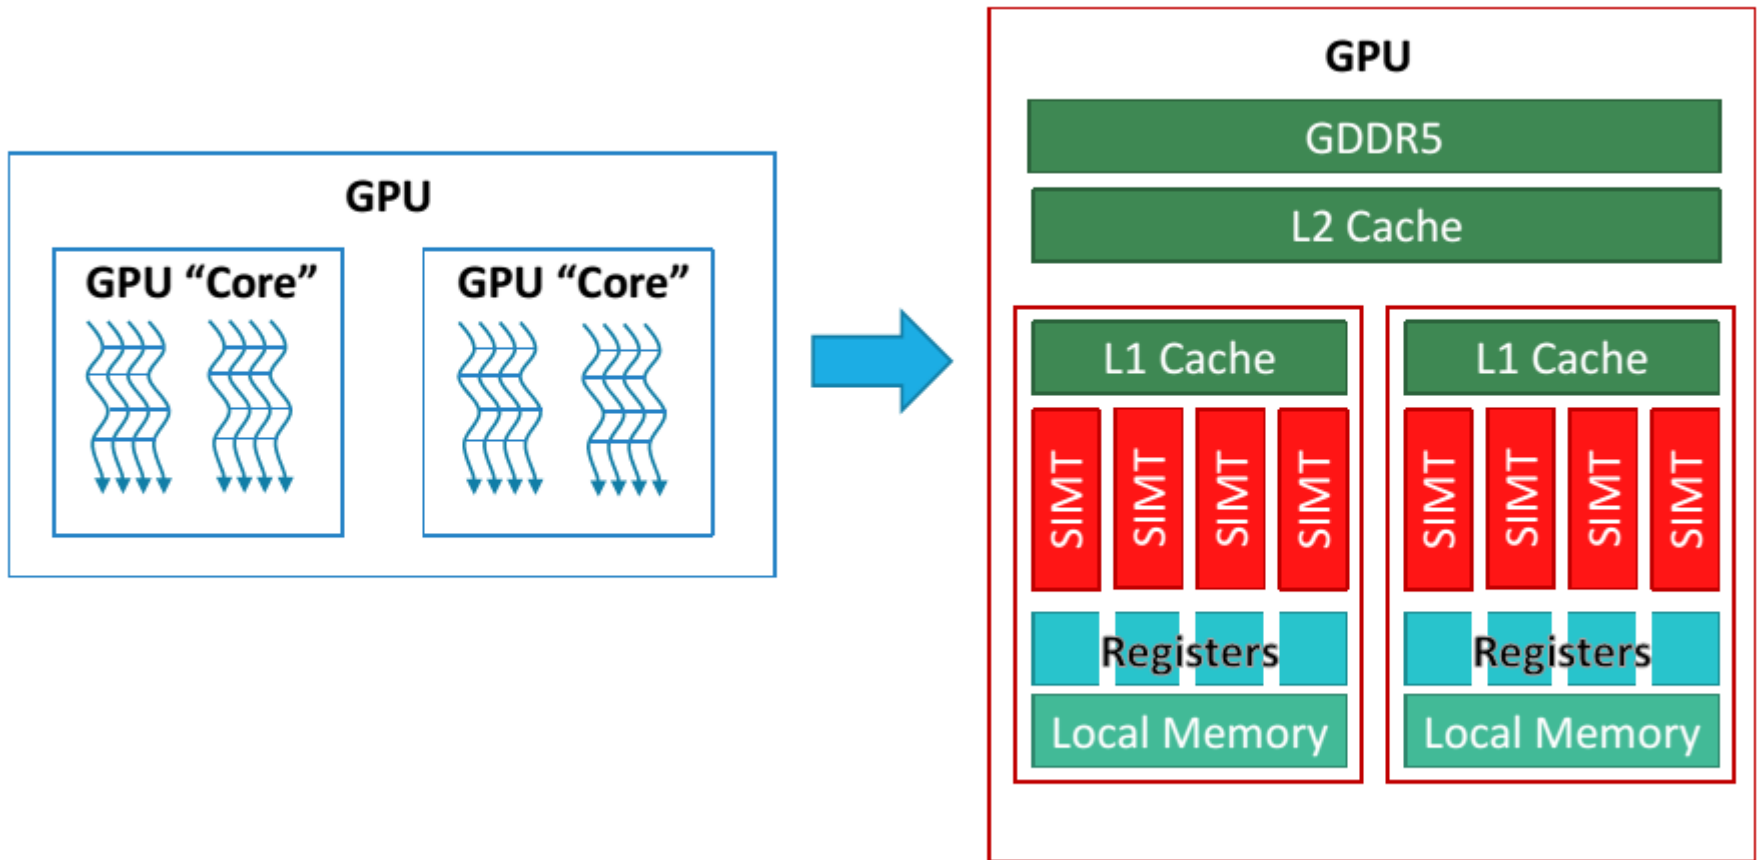 GPU
GPU “Core”
GPU “Core”
GPU
GDDR5
L2 Cache
L1 Cache
SIMT
SIMT
SIMT
SIMT
Registers
Local Memory
L1 Cache
SIMT
SIMT
SIMT
SIMT
Registers
Local Memory